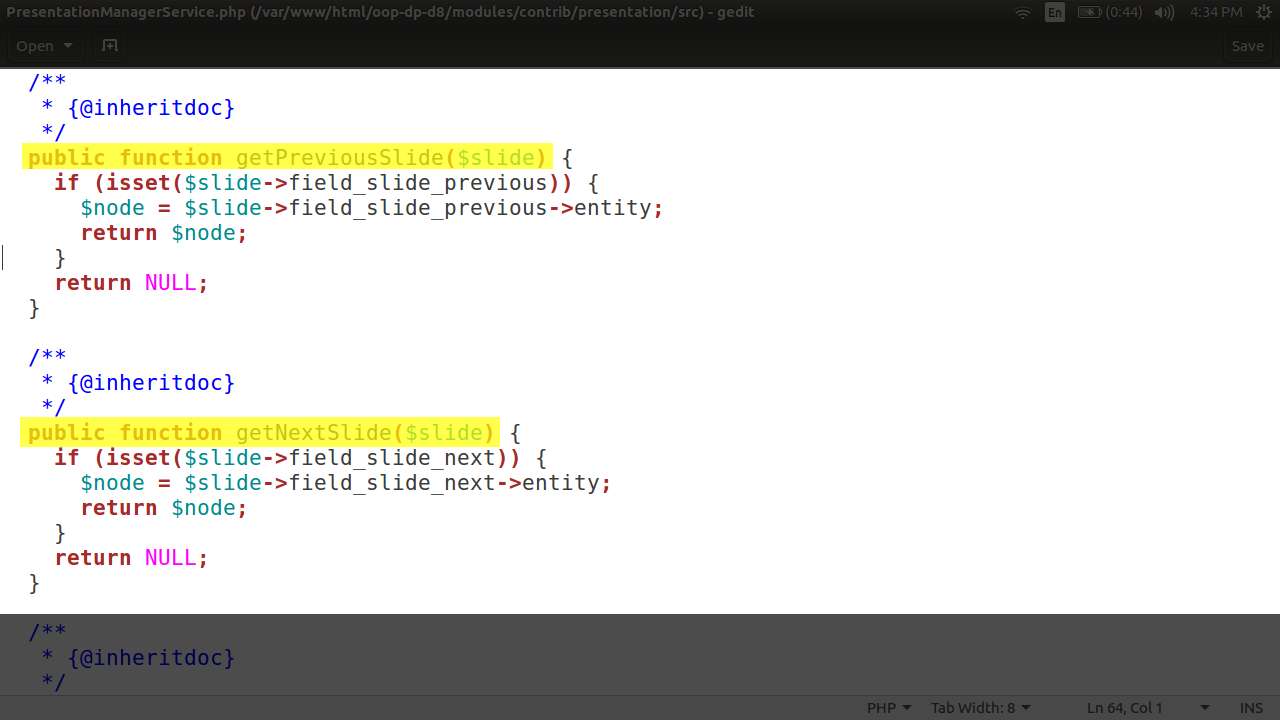 PresentationManagerService.php (/var/www/html/oop-dp-d8/modules/contrib/presentation/src) - gedit En (0:44) 4:34 PM
Open Save
/**
 * {@inheritdoc}
 */
public function getPreviousSlide($slide) {
  if (isset($slide->field_slide_previous)) {
    $node = $slide->field_slide_previous->entity;
    return $node;
  }
  return NULL;
}

/**
 * {@inheritdoc}
 */
public function getNextSlide($slide) {
  if (isset($slide->field_slide_next)) {
    $node = $slide->field_slide_next->entity;
    return $node;
  }
  return NULL;
}

/**
 * {@inheritdoc}
 */
PHP Tab Width: 8 Ln 64, Col 1 INS